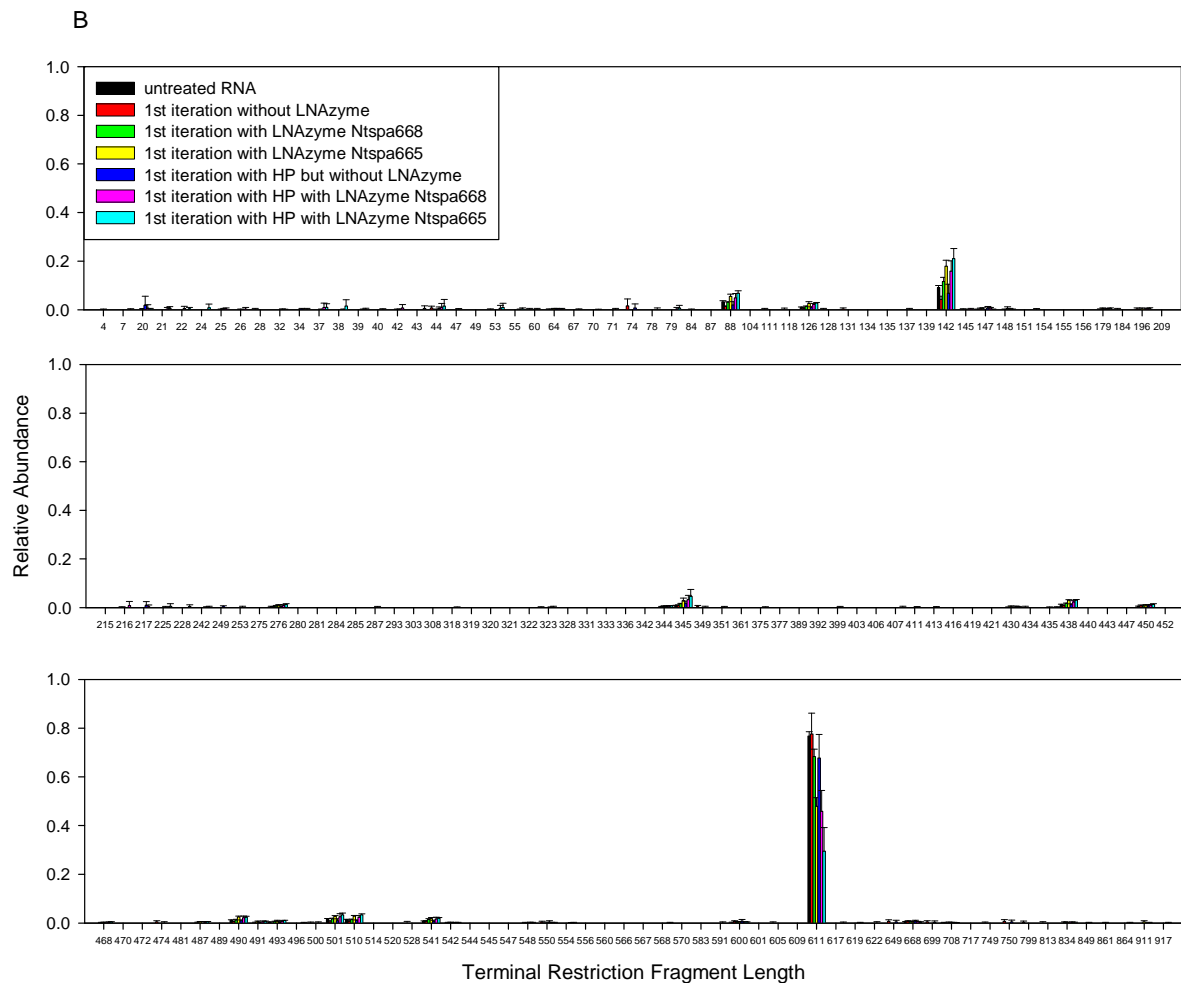 B
1.0
0.8
0.6
0.4
0.2
0.0
untreated RNA
1st iteration without LNAzyme
1st iteration with LNAzyme Ntspa668
1st iteration with LNAzyme Ntspa665
1st iteration with HP but without LNAzyme
1st iteration with HP with LNAzyme Ntspa668
1st iteration with HP with LNAzyme Ntspa665
4 7 20 21 22 24 25 26 28 32 34 37 38 39 40 42 43 44 47 49 53 55 60 64 67 70 71 74 78 79 84 87 88 104 111 118 126 128 131 134 135 137 139 142 145 147 148 151 154 155 156 179 184 196 209
Relative Abundance
1.0
0.8
0.6
0.4
0.2
0.0
215 216 217 225 228 242 249 253 275 276 280 281 284 285 287 293 303 308 318 319 320 321 322 323 328 331 333 336 342 344 345 349 351 361 375 377 389 392 399 403 406 407 411 416 419 421 430 434 435 438 440 443 447 450 452
1.0
0.8
0.6
0.4
0.2
0.0
468 470 472 474 481 487 489 490 491 493 496 500 501 510 514 520 528 541 542 544 545 547 548 550 554 556 560 566 567 568 570 583 591 600 601 605 609 611 617 619 622 649 668 699 708 717 749 750 799 813 834 849 861 864 911 917
Terminal Restriction Fragment Length